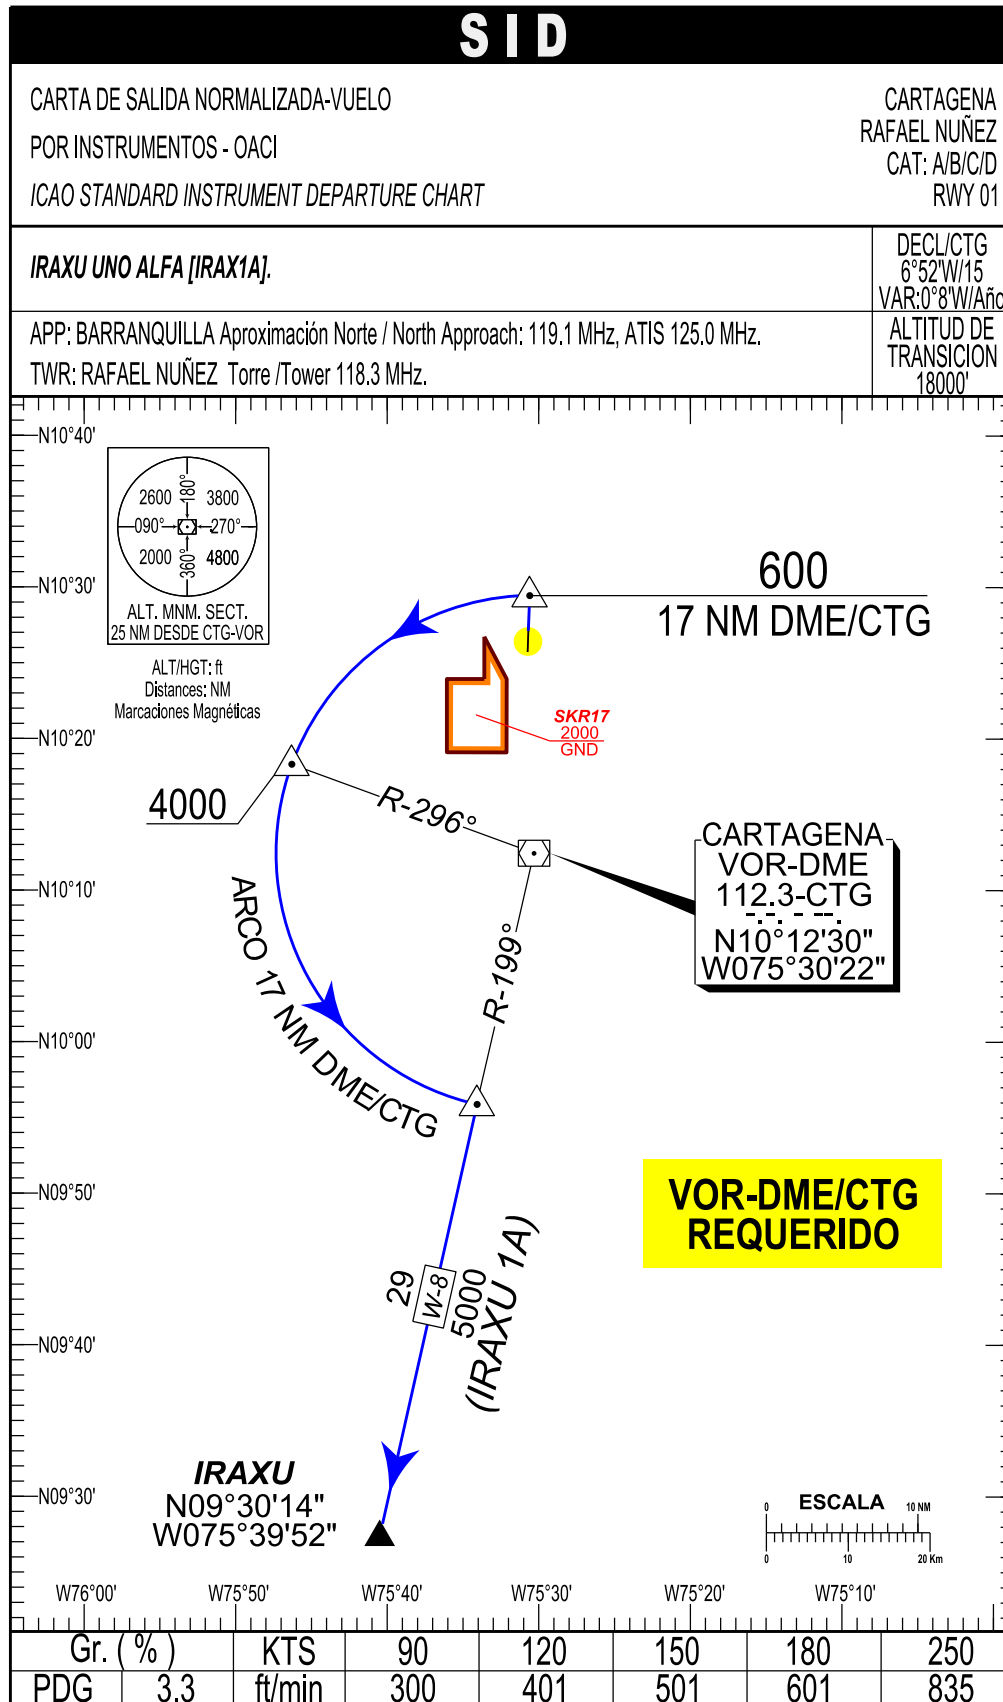 SID
CARTA DE SALIDA NORMALIZADA-VUELO
POR INSTRUMENTOS - OACI
ICAO STANDARD INSTRUMENT DEPARTURE CHART
CARTAGENA
RAFAEL NUÑEZ
CAT: A/B/C/D
RWY 01
IRAXU UNO ALFA [IRAX1A].
DECL/CTG
6°52'W/15
VAR:0°8'W/Año
APP: BARRANQUILLA Aproximación Norte / North Approach: 119.1 MHz, ATIS 125.0 MHz.
TWR: RAFAEL NUÑEZ Torre /Tower 118.3 MHz.
ALTITUD DE
TRANSICION
18000'
N10°40'
2600 180° 3800
090° 270°
2000 360° 4800
ALT. MNM. SECT.
25 NM DESDE CTG-VOR
ALT/HGT: ft
Distances: NM
Marcaciones Magnéticas
N10°30'
600
17 NM DME/CTG
SKR17
2000
GND
N10°20'
4000
R-296°
CARTAGENA
VOR-DME
112.3-CTG
-.-. - --.
N10°12'30"
W075°30'22"
N10°10'
ARCO 17 NM DME/CTG
R-199°
N10°00'
N09°50'
VOR-DME/CTG
REQUERIDO
29
W-8
5000
(IRAXU 1A)
N09°40'
IRAXU
N09°30'14"
W075°39'52"
N09°30'
0 ESCALA 10 NM
0 10 20 Km
W76°00' W75°50' W75°40' W75°30' W75°20' W75°10'
Gr. ( % ) KTS 90 120 150 180 250
PDG 3.3 ft/min 300 401 501 601 835